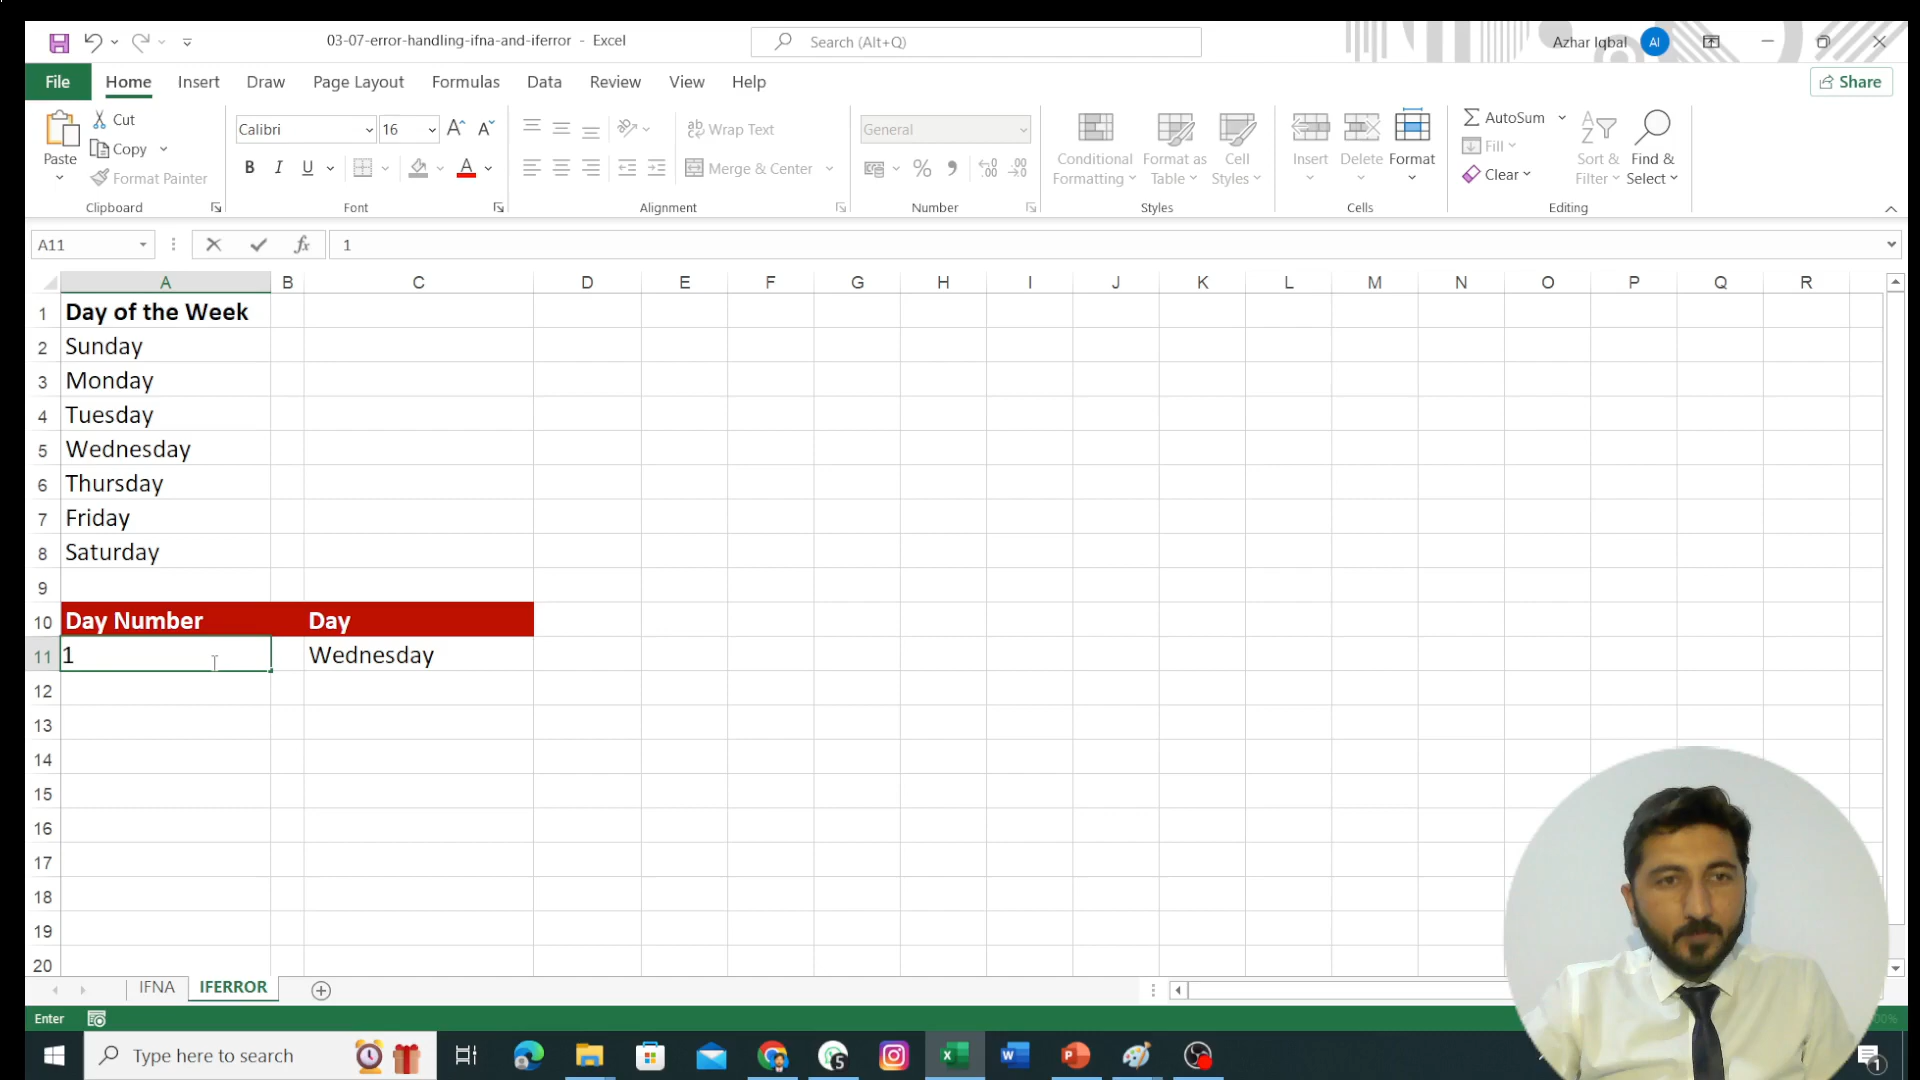 03-07-error-handling-ifna-and-iferror - Excel
Search (Alt+Q)
Azhar Iqbal AI
File Home Insert Draw Page Layout Formulas Data Review View Help
Share
Paste
Cut
Copy
Format Painter
Clipboard
Calibri 16
B I U
Font
Wrap Text
Merge & Center
Alignment
General
Number
Conditional Formatting
Format as Table
Cell Styles
Styles
Insert
Delete
Format
Cells
AutoSum
Fill
Clear
Sort & Filter
Find & Select
Editing
A11 fx 1
A B C D E F G H I J K L M N O P Q R
1 Day of the Week
2 Sunday
3 Monday
4 Tuesday
5 Wednesday
6 Thursday
7 Friday
8 Saturday
9
10 Day Number Day
11 1 Wednesday
12
13
14
15
16
17
18
19
20
IFNA IFERROR
Enter
Type here to search
5
1